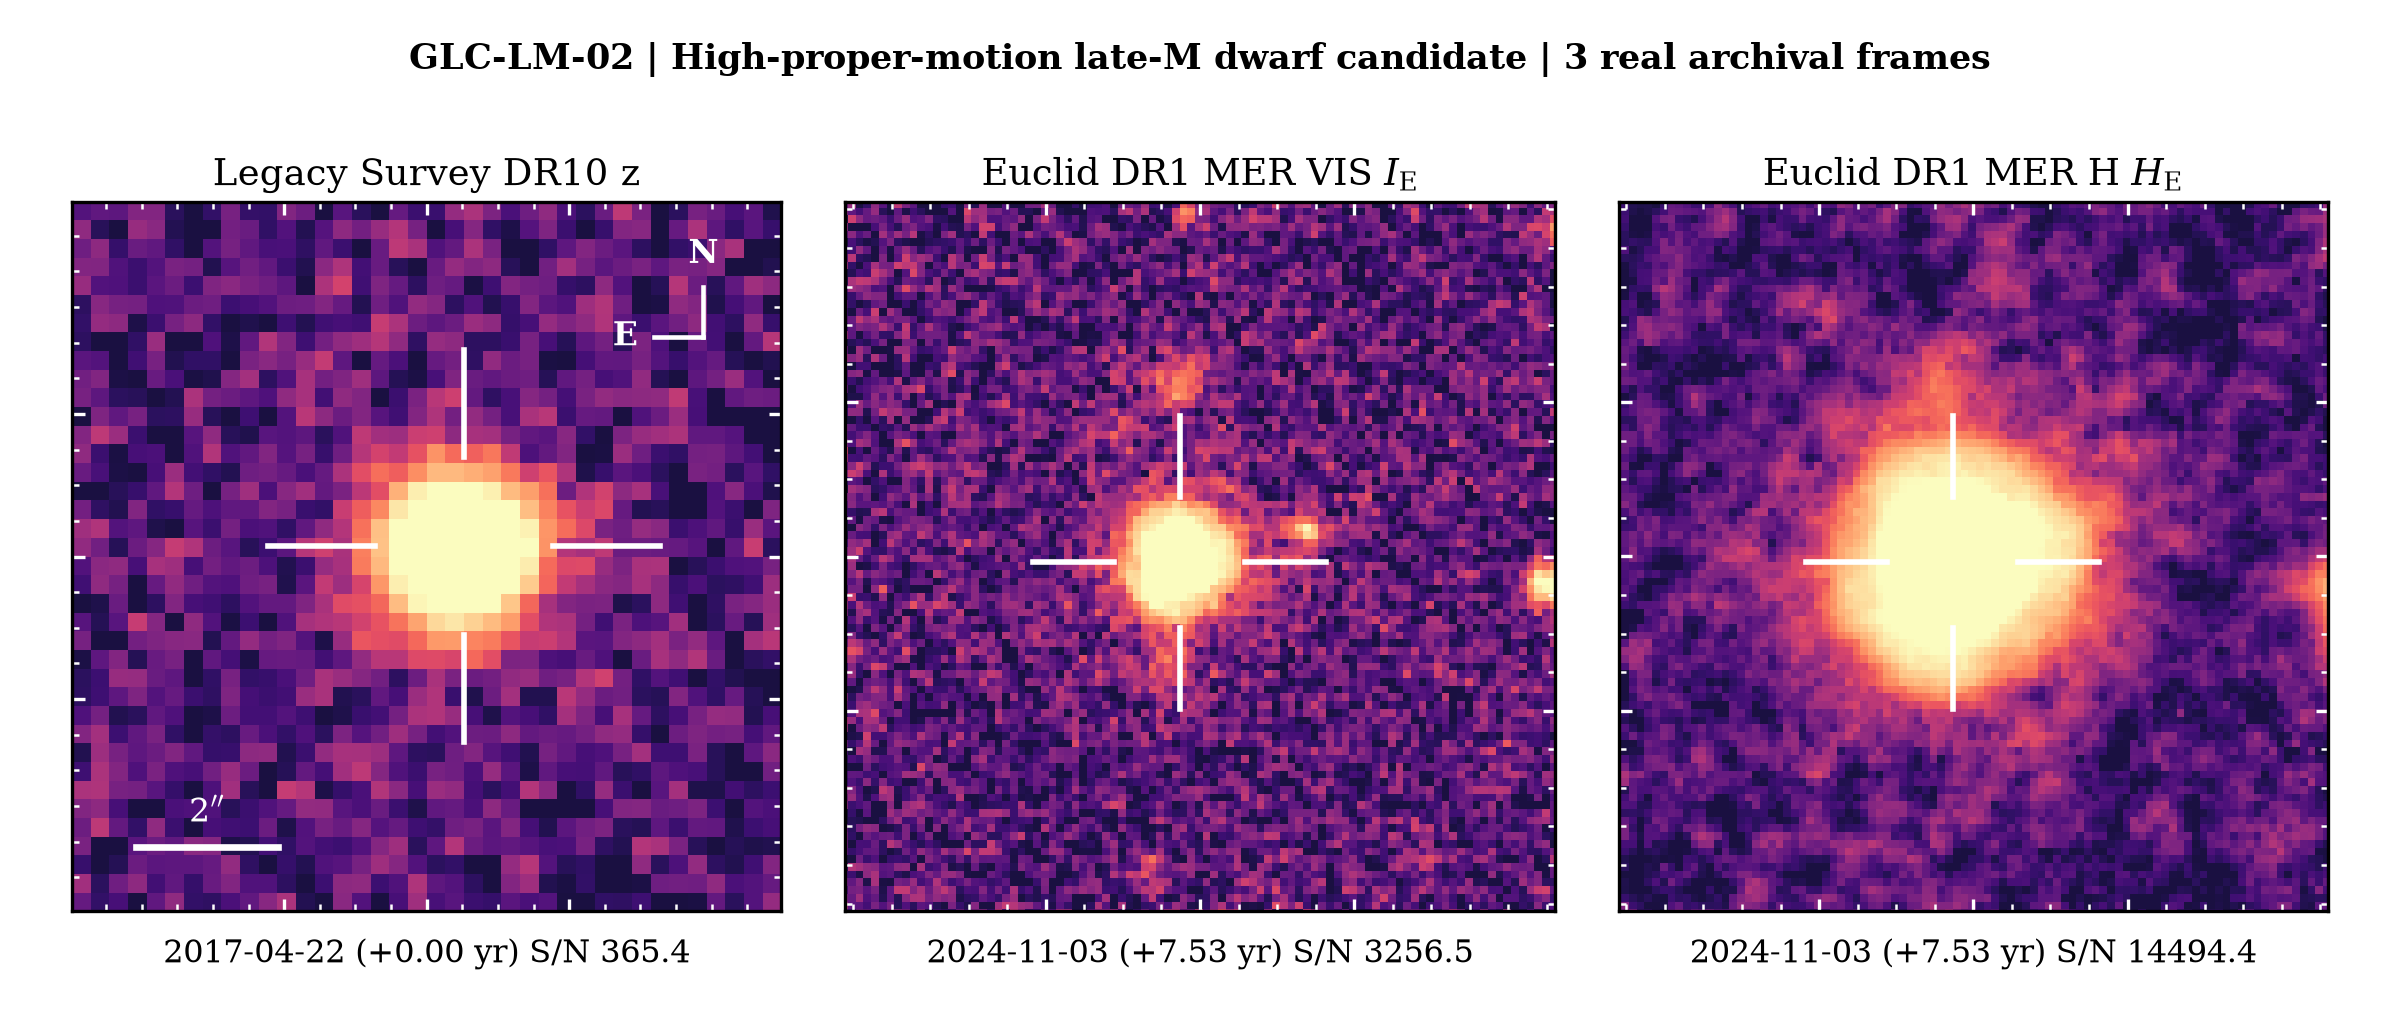 GLC-LM-02 | High-proper-motion late-M dwarf candidate | 3 real archival frames
Legacy Survey DR10 z
Euclid DR1 MER VIS I_E
Euclid DR1 MER H H_E
N
E
2″
2017-04-22 (+0.00 yr) S/N 365.4
2024-11-03 (+7.53 yr) S/N 3256.5
2024-11-03 (+7.53 yr) S/N 14494.4